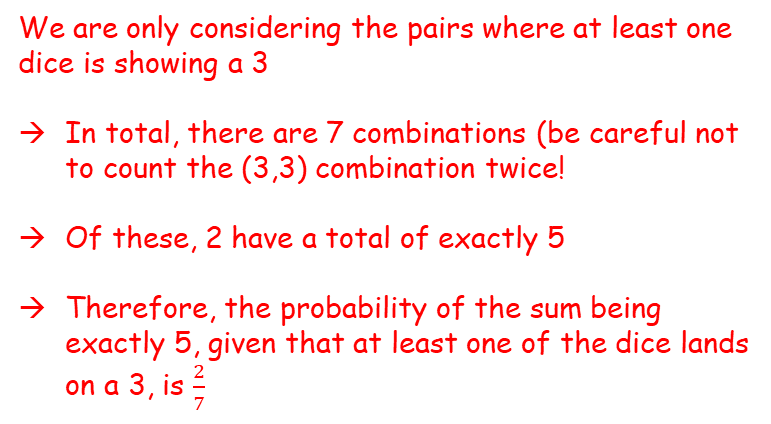 We are only considering the pairs where at least one
dice is showing a 3
→ In total, there are 7 combinations (be careful not
to count the (3,3) combination twice!
→ Of these, 2 have a total of exactly 5
→ Therefore, the probability of the sum being
exactly 5, given that at least one of the dice lands
on a 3, is 2/7